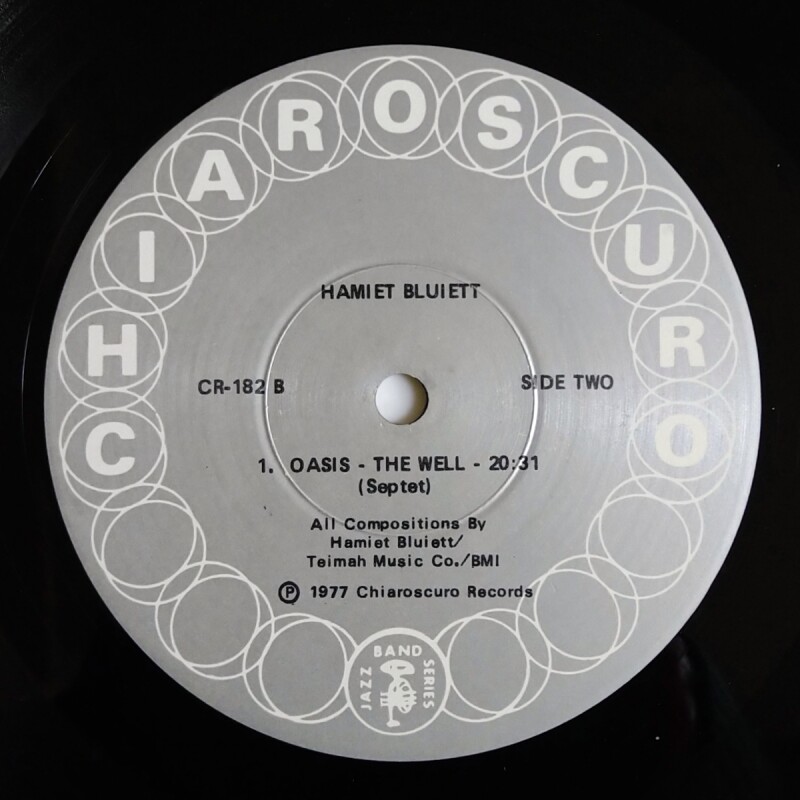 CHIAROSCURO
HAMIET BLUIETT
CR-182 B
SIDE TWO
1. OASIS - THE WELL - 20:31
(Septet)
All Compositions By
Hamiet Bluiett/
Teimah Music Co./BMI
Ⓟ 1977 Chiaroscuro Records
JAZZ BAND SERIES